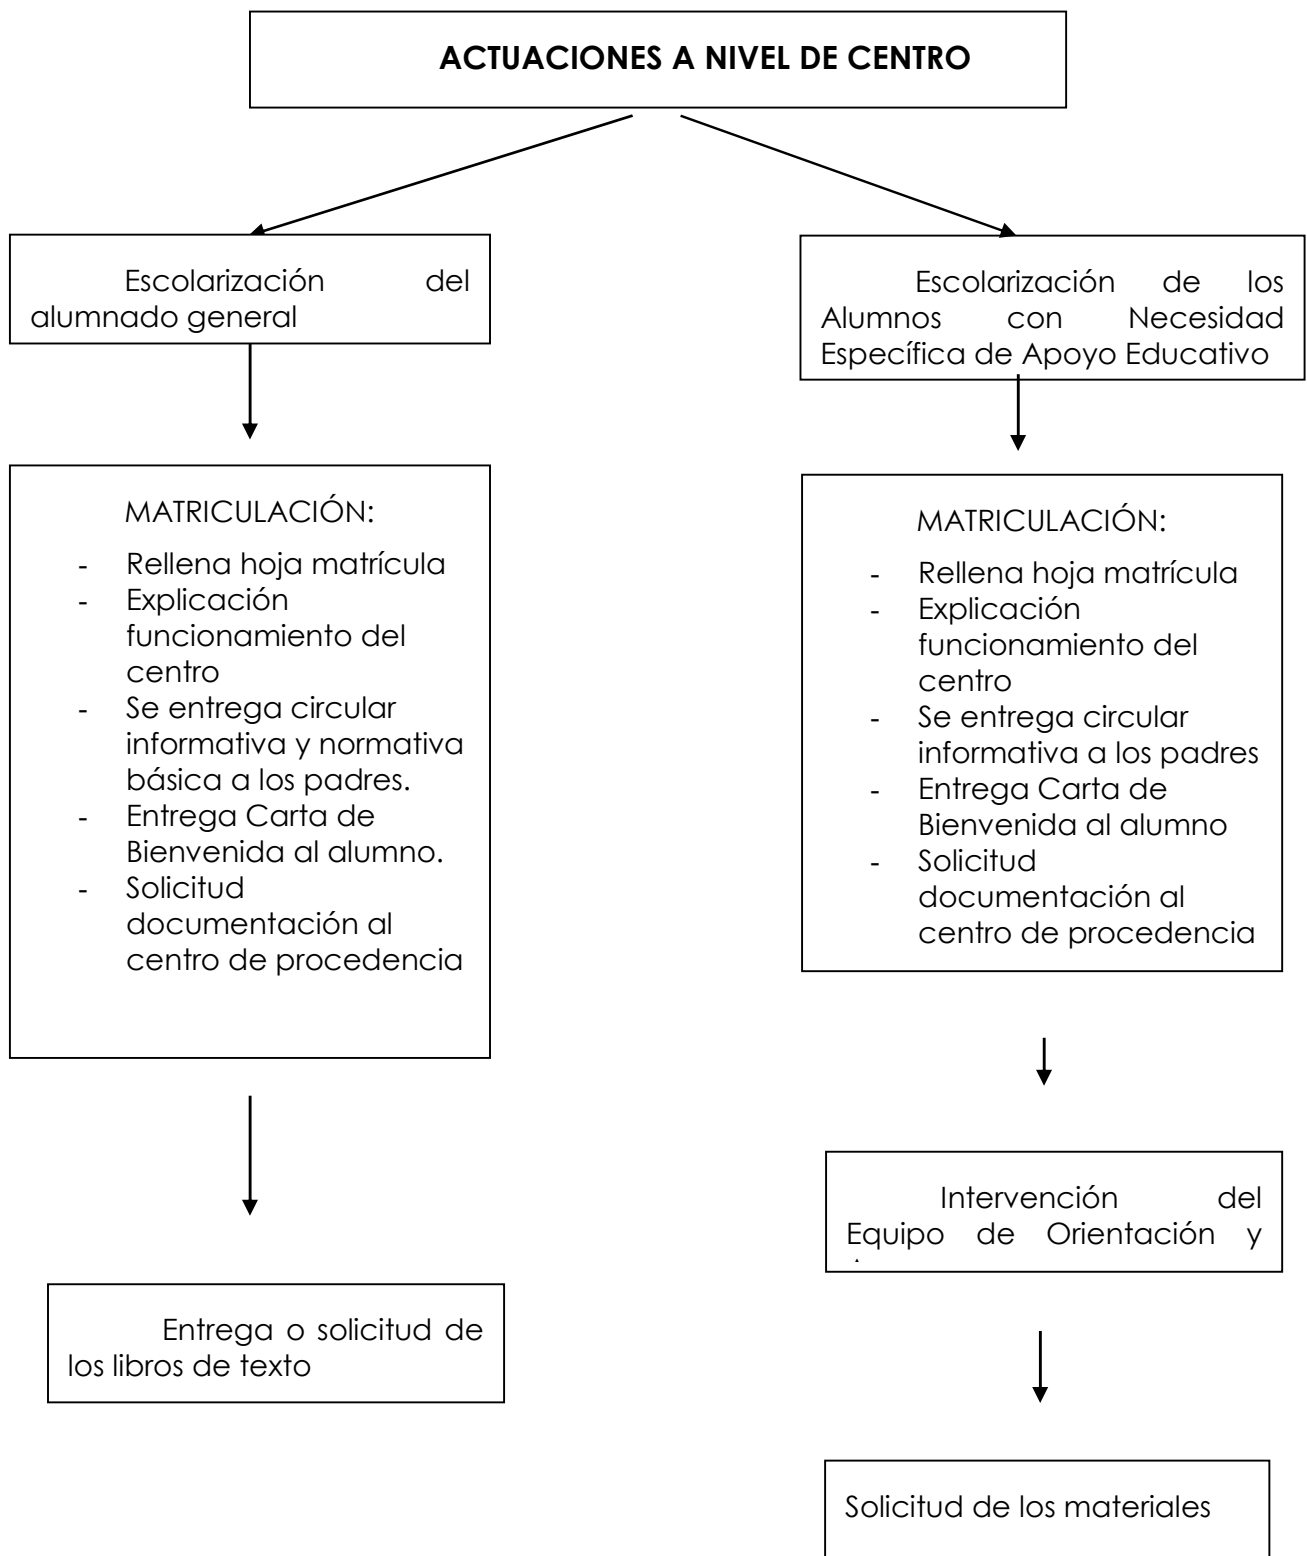 ACTUACIONES A NIVEL DE CENTRO
Escolarización del
alumnado general
Escolarización de los
Alumnos con Necesidad
Específica de Apoyo Educativo
MATRICULACIÓN:
- Rellena hoja matrícula
- Explicación
funcionamiento del
centro
- Se entrega circular
informativa y normativa
básica a los padres.
- Entrega Carta de
Bienvenida al alumno.
- Solicitud
documentación al
centro de procedencia
MATRICULACIÓN:
- Rellena hoja matrícula
- Explicación
funcionamiento del
centro
- Se entrega circular
informativa a los padres
- Entrega Carta de
Bienvenida al alumno
- Solicitud
documentación al
centro de procedencia
Entrega o solicitud de
los libros de texto
Intervención del
Equipo de Orientación y
Solicitud de los materiales